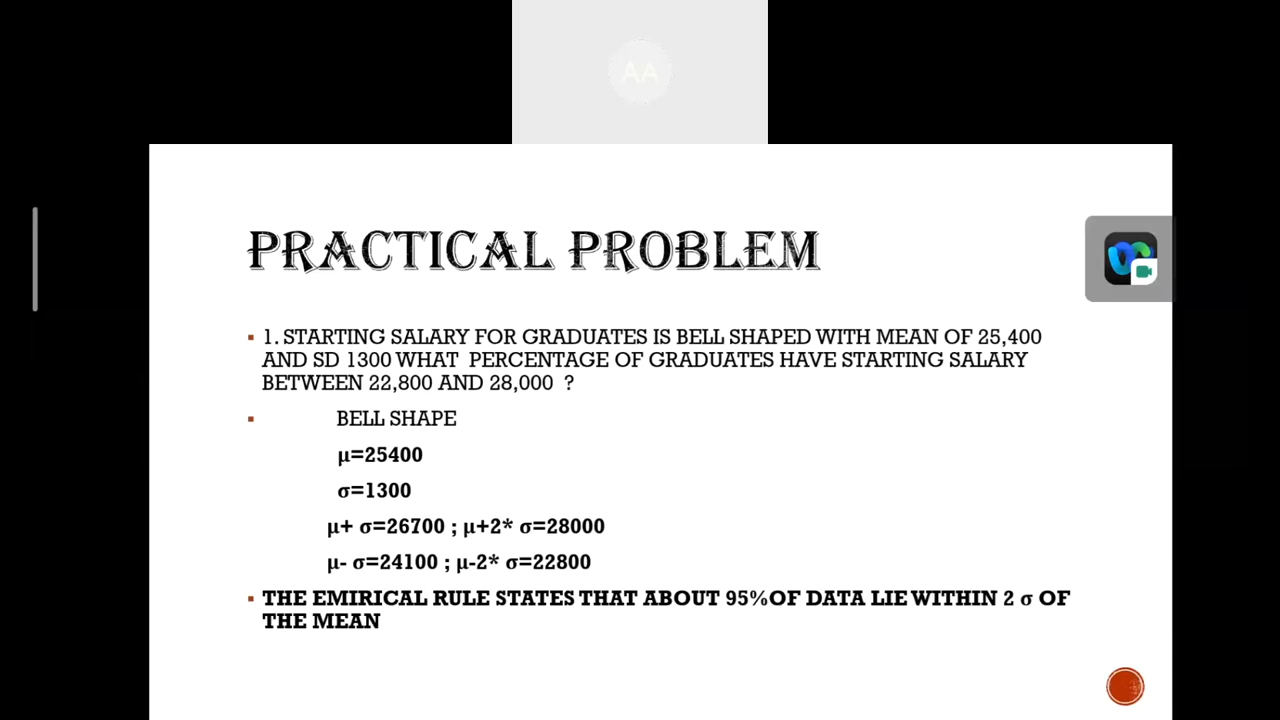 AA
PRACTICAL PROBLEM
▪ 1. STARTING SALARY FOR GRADUATES IS BELL SHAPED WITH MEAN OF 25,400
AND SD 1300 WHAT PERCENTAGE OF GRADUATES HAVE STARTING SALARY
BETWEEN 22,800 AND 28,000 ?
▪ BELL SHAPE
μ=25400
σ=1300
μ+ σ=26700 ; μ+2* σ=28000
μ- σ=24100 ; μ-2* σ=22800
▪ THE EMIRICAL RULE STATES THAT ABOUT 95%OF DATA LIE WITHIN 2 σ OF
THE MEAN